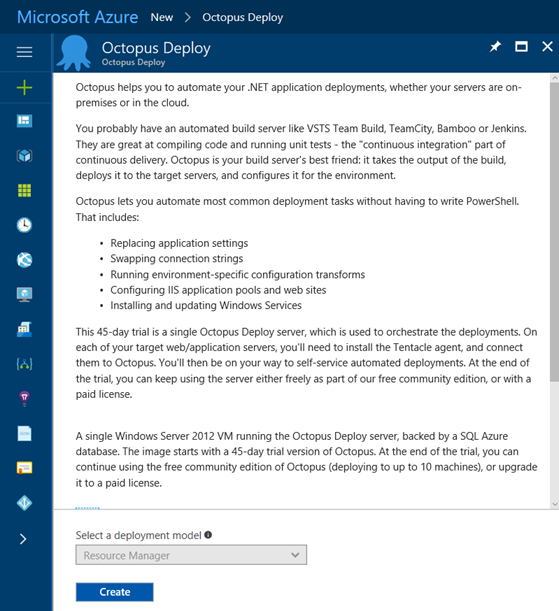 Microsoft Azure New > Octopus Deploy
Octopus Deploy
Octopus Deploy
Octopus helps you to automate your .NET application deployments, whether your servers are on-
premises or in the cloud.
You probably have an automated build server like VSTS Team Build, TeamCity, Bamboo or Jenkins.
They are great at compiling code and running unit tests - the "continuous integration" part of
continuous delivery. Octopus is your build server's best friend: it takes the output of the build,
deploys it to the target servers, and configures it for the environment.
Octopus lets you automate most common deployment tasks without having to write PowerShell.
That includes:
• Replacing application settings
• Swapping connection strings
• Running environment-specific configuration transforms
• Configuring IIS application pools and web sites
• Installing and updating Windows Services
This 45-day trial is a single Octopus Deploy server, which is used to orchestrate the deployments. On
each of your target web/application servers, you'll need to install the Tentacle agent, and connect
them to Octopus. You'll then be on your way to self-service automated deployments. At the end of
the trial, you can keep using the server either freely as part of our free community edition, or with a
paid license.
A single Windows Server 2012 VM running the Octopus Deploy server, backed by a SQL Azure
database. The image starts with a 45-day trial version of Octopus. At the end of the trial, you can
continue using the free community edition of Octopus (deploying to up to 10 machines), or upgrade
it to a paid license.
Select a deployment model
Resource Manager
Create